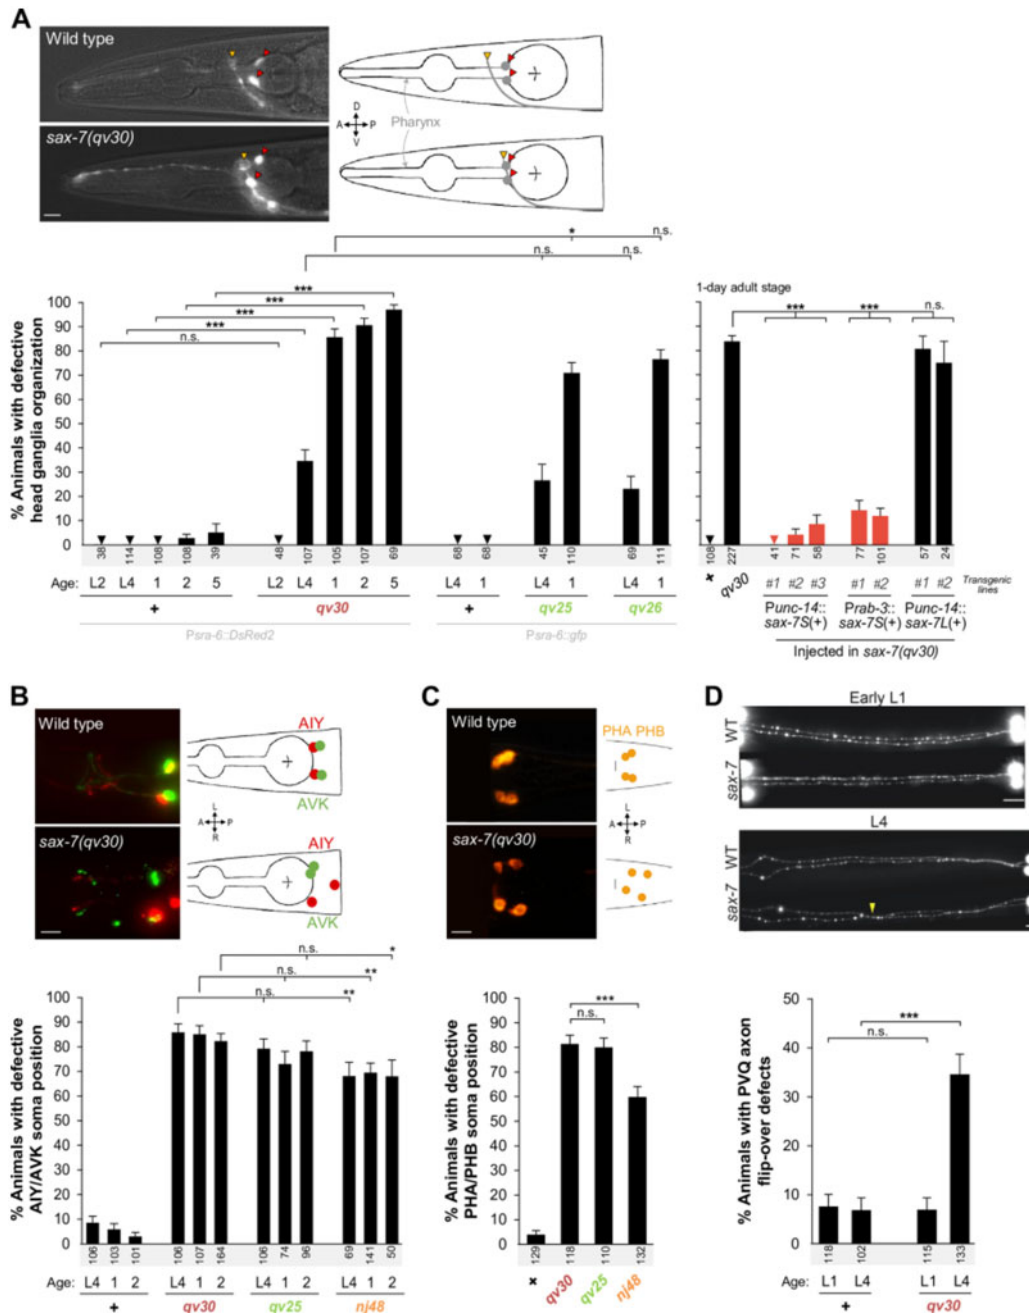 A
Wild type
sax-7(qv30)
D
A P
V
Pharynx
n.s.
*
n.s. n.s.
***
***
***
***
n.s.
% Animals with defective
head ganglia organization
100
90
80
70
60
50
40
30
20
10
0
38 114 108 108 39 48 107 105 107 69 68 68 45 110 69 111
Age: L2 L4 1 2 5 L2 L4 1 2 5 L4 1 L4 1 L4 1
+ qv30 + qv25 qv26
Psra-6::DsRed2 Psra-6::gfp
1-day adult stage
*** *** n.s.
108 227 41 71 58 77 101 57 24
+ qv30 #1 #2 #3 #1 #2 #1 #2 Transgenic
lines
Punc-14:: Prab-3:: Punc-14::
sax-7S(+) sax-7S(+) sax-7L(+)
Injected in sax-7(qv30)
B
Wild type
sax-7(qv30)
AIY
AVK
L
A P
R
AIY
AVK
n.s. *
n.s. **
n.s. **
% Animals with defective
AIY/AVK soma position
100
90
80
70
60
50
40
30
20
10
0
106 103 101 106 107 164 106 74 96 69 141 50
Age: L4 1 2 L4 1 2 L4 1 2 L4 1 2
+ qv30 qv25 nj48
C
Wild type
sax-7(qv30)
PHA PHB
L
A P
R
***
n.s.
% Animals with defective
PHA/PHB soma position
100
90
80
70
60
50
40
30
20
10
0
129 118 110 132
+ qv30 qv25 nj48
D
Early L1
WT
sax-7
L4
WT
sax-7
***
n.s.
% Animals with PVQ axon
flip-over defects
50
40
30
20
10
0
118 102 115 133
Age: L1 L4 L1 L4
+ qv30